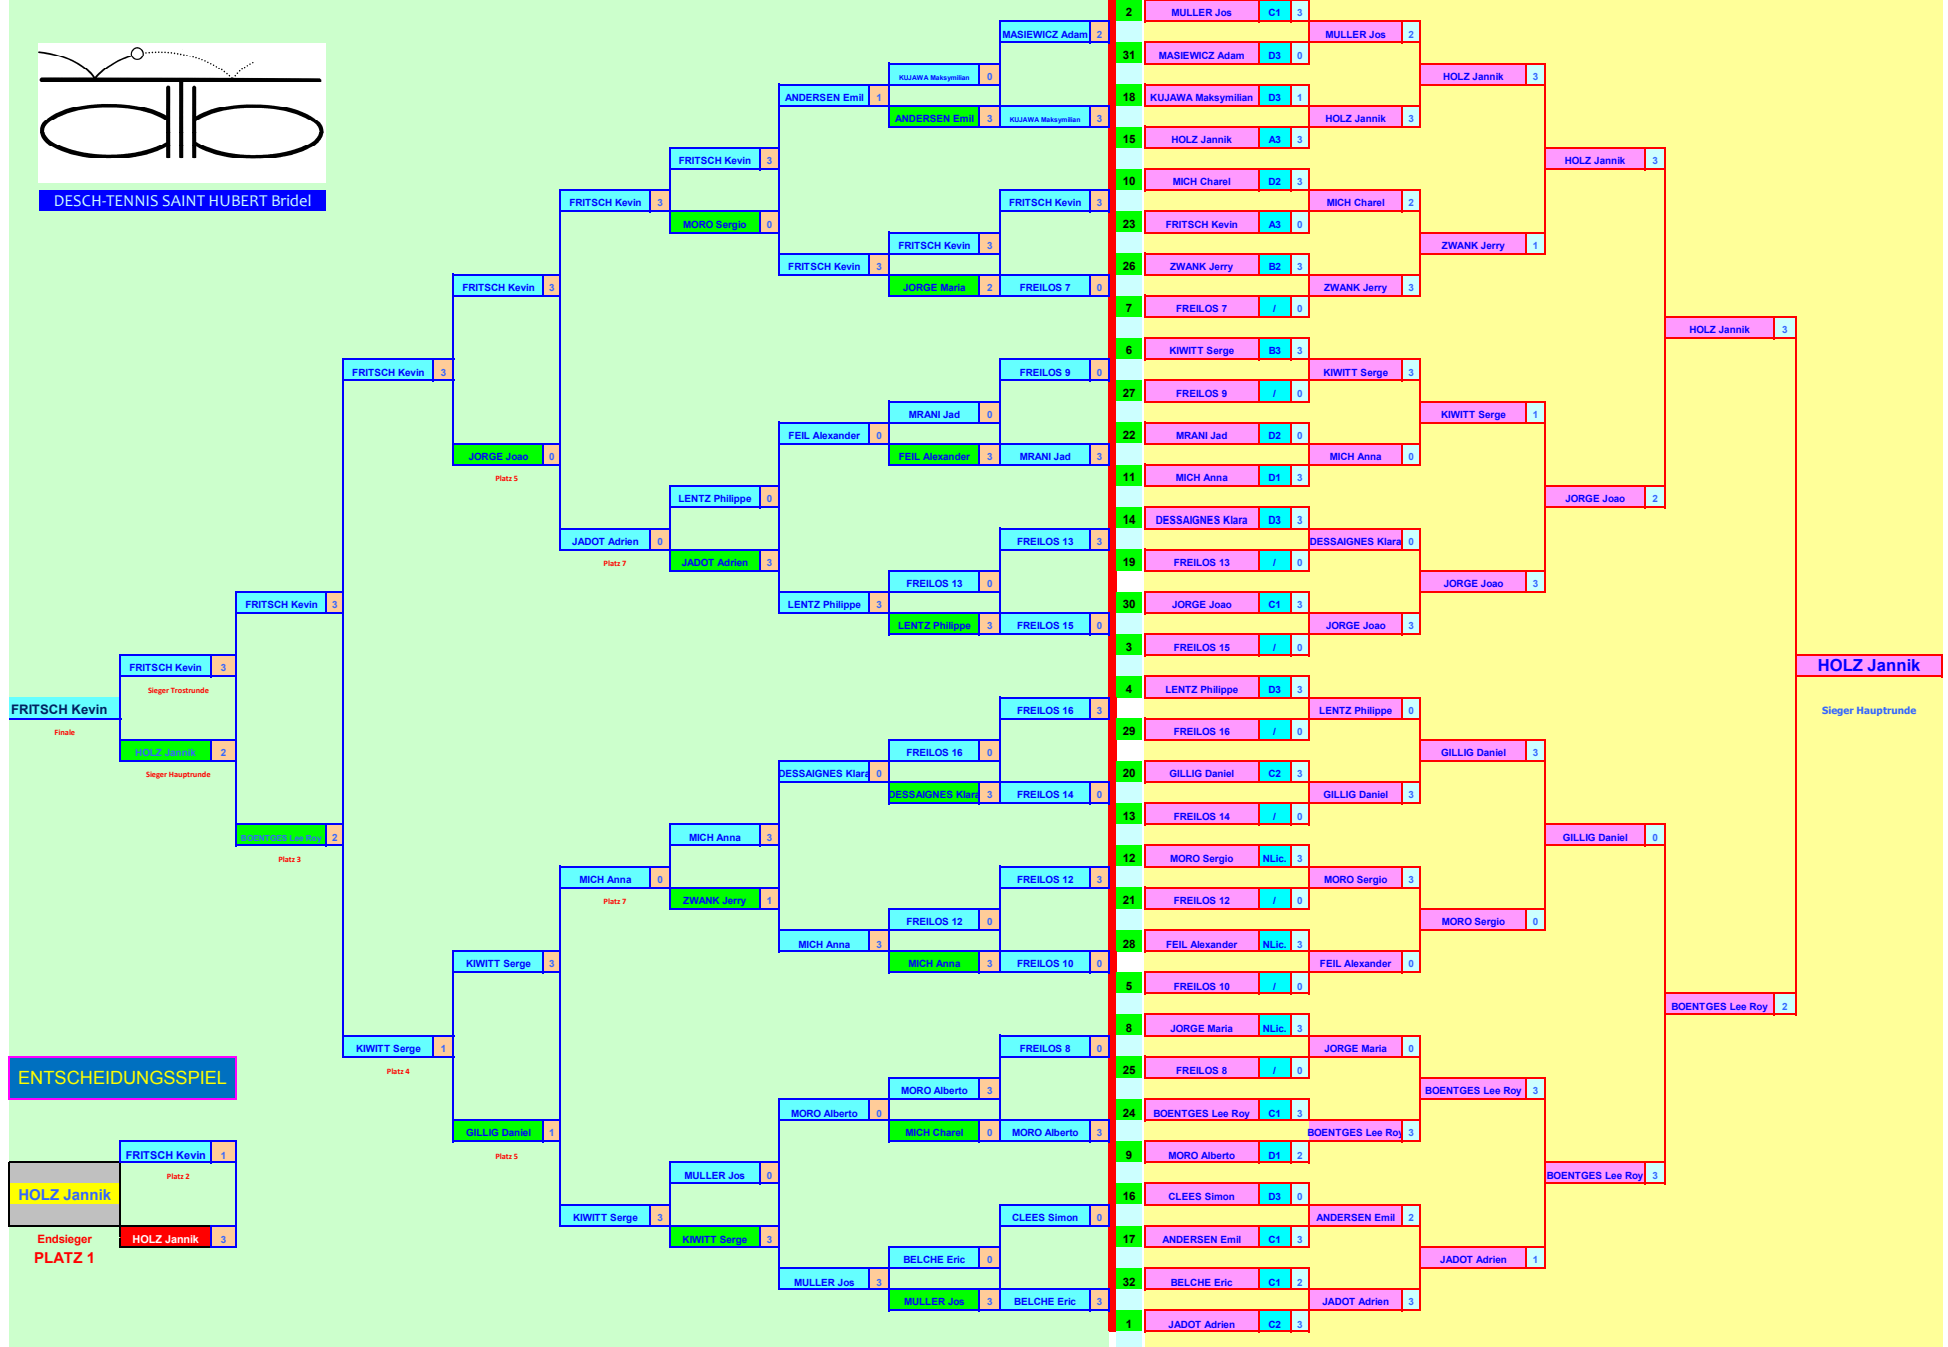 2 MULLER Jos C1 3
MASIEWICZ Adam 2 MULLER Jos 2
31 MASIEWICZ Adam D3 0
KUJAWA Maksymilian 0 HOLZ Jannik 3
ANDERSEN Emil 1 18 KUJAWA Maksymilian D3 1
ANDERSEN Emil 3 KUJAWA Maksymilian 3 HOLZ Jannik 3
15 HOLZ Jannik A3 3
FRITSCH Kevin 3 HOLZ Jannik 3
10 MICH Charel D2 3
DESCH-TENNIS SAINT HUBERT Bridel FRITSCH Kevin 3 FRITSCH Kevin 3 MICH Charel 2
MORO Sergio 0 23 FRITSCH Kevin A3 0
FRITSCH Kevin 3 ZWANK Jerry 1
FRITSCH Kevin 3 26 ZWANK Jerry B2 3
FRITSCH Kevin 3 JORGE Maria 2 FREILOS 7 0 ZWANK Jerry 3
7 FREILOS 7 / 0
HOLZ Jannik 3
6 KIWITT Serge B3 3
FRITSCH Kevin 3 FREILOS 9 0 KIWITT Serge 3
27 FREILOS 9 / 0
MRANI Jad 0 KIWITT Serge 1
FEIL Alexander 0 22 MRANI Jad D2 0
JORGE Joao 0 FEIL Alexander 3 MRANI Jad 3 MICH Anna 0
Platz 5 11 MICH Anna D1 3
LENTZ Philippe 0 JORGE Joao 2
14 DESSAIGNES Klara D3 3
JADOT Adrien 0 FREILOS 13 3 DESSAIGNES Klara 0
Platz 7 JADOT Adrien 3 19 FREILOS 13 / 0
FREILOS 13 0 JORGE Joao 3
FRITSCH Kevin 3 LENTZ Philippe 3 30 JORGE Joao C1 3
LENTZ Philippe 3 FREILOS 15 0 JORGE Joao 3
3 FREILOS 15 / 0
FRITSCH Kevin 3 HOLZ Jannik
Sieger Trostrunde 4 LENTZ Philippe D3 3
FRITSCH Kevin FREILOS 16 3 LENTZ Philippe 0 Sieger Hauptrunde
Finale 29 FREILOS 16 / 0
HOLZ Jannik 2 FREILOS 16 0 GILLIG Daniel 3
Sieger Hauptrunde DESSAIGNES Klara 0 20 GILLIG Daniel C2 3
DESSAIGNES Klara 3 FREILOS 14 0 GILLIG Daniel 3
13 FREILOS 14 / 0
BOENTGES Lee Roy 2 MICH Anna 3 GILLIG Daniel 0
Platz 3 12 MORO Sergio NLic. 3
MICH Anna 0 FREILOS 12 3 MORO Sergio 3
Platz 7 ZWANK Jerry 1 21 FREILOS 12 / 0
FREILOS 12 0 MORO Sergio 0
MICH Anna 3 28 FEIL Alexander NLic. 3
KIWITT Serge 3 MICH Anna 3 FREILOS 10 0 FEIL Alexander 0
5 FREILOS 10 / 0
BOENTGES Lee Roy 2
8 JORGE Maria NLic. 3
KIWITT Serge 1 FREILOS 8 0 JORGE Maria 0
Platz 4 25 FREILOS 8 / 0
ENTSCHEIDUNGSSPIEL MORO Alberto 3 BOENTGES Lee Roy 3
MORO Alberto 0 24 BOENTGES Lee Roy C1 3
GILLIG Daniel 1 MICH Charel 0 MORO Alberto 3 BOENTGES Lee Roy 3
FRITSCH Kevin 1 Platz 5 9 MORO Alberto D1 2
Platz 2 MULLER Jos 0 BOENTGES Lee Roy 3
HOLZ Jannik 16 CLEES Simon D3 0
KIWITT Serge 3 CLEES Simon 0 ANDERSEN Emil 2
Endsieger HOLZ Jannik 3 KIWITT Serge 3 17 ANDERSEN Emil C1 3
PLATZ 1 BELCHE Eric 0 JADOT Adrien 1
MULLER Jos 3 32 BELCHE Eric C1 2
MULLER Jos 3 BELCHE Eric 3 JADOT Adrien 3
1 JADOT Adrien C2 3